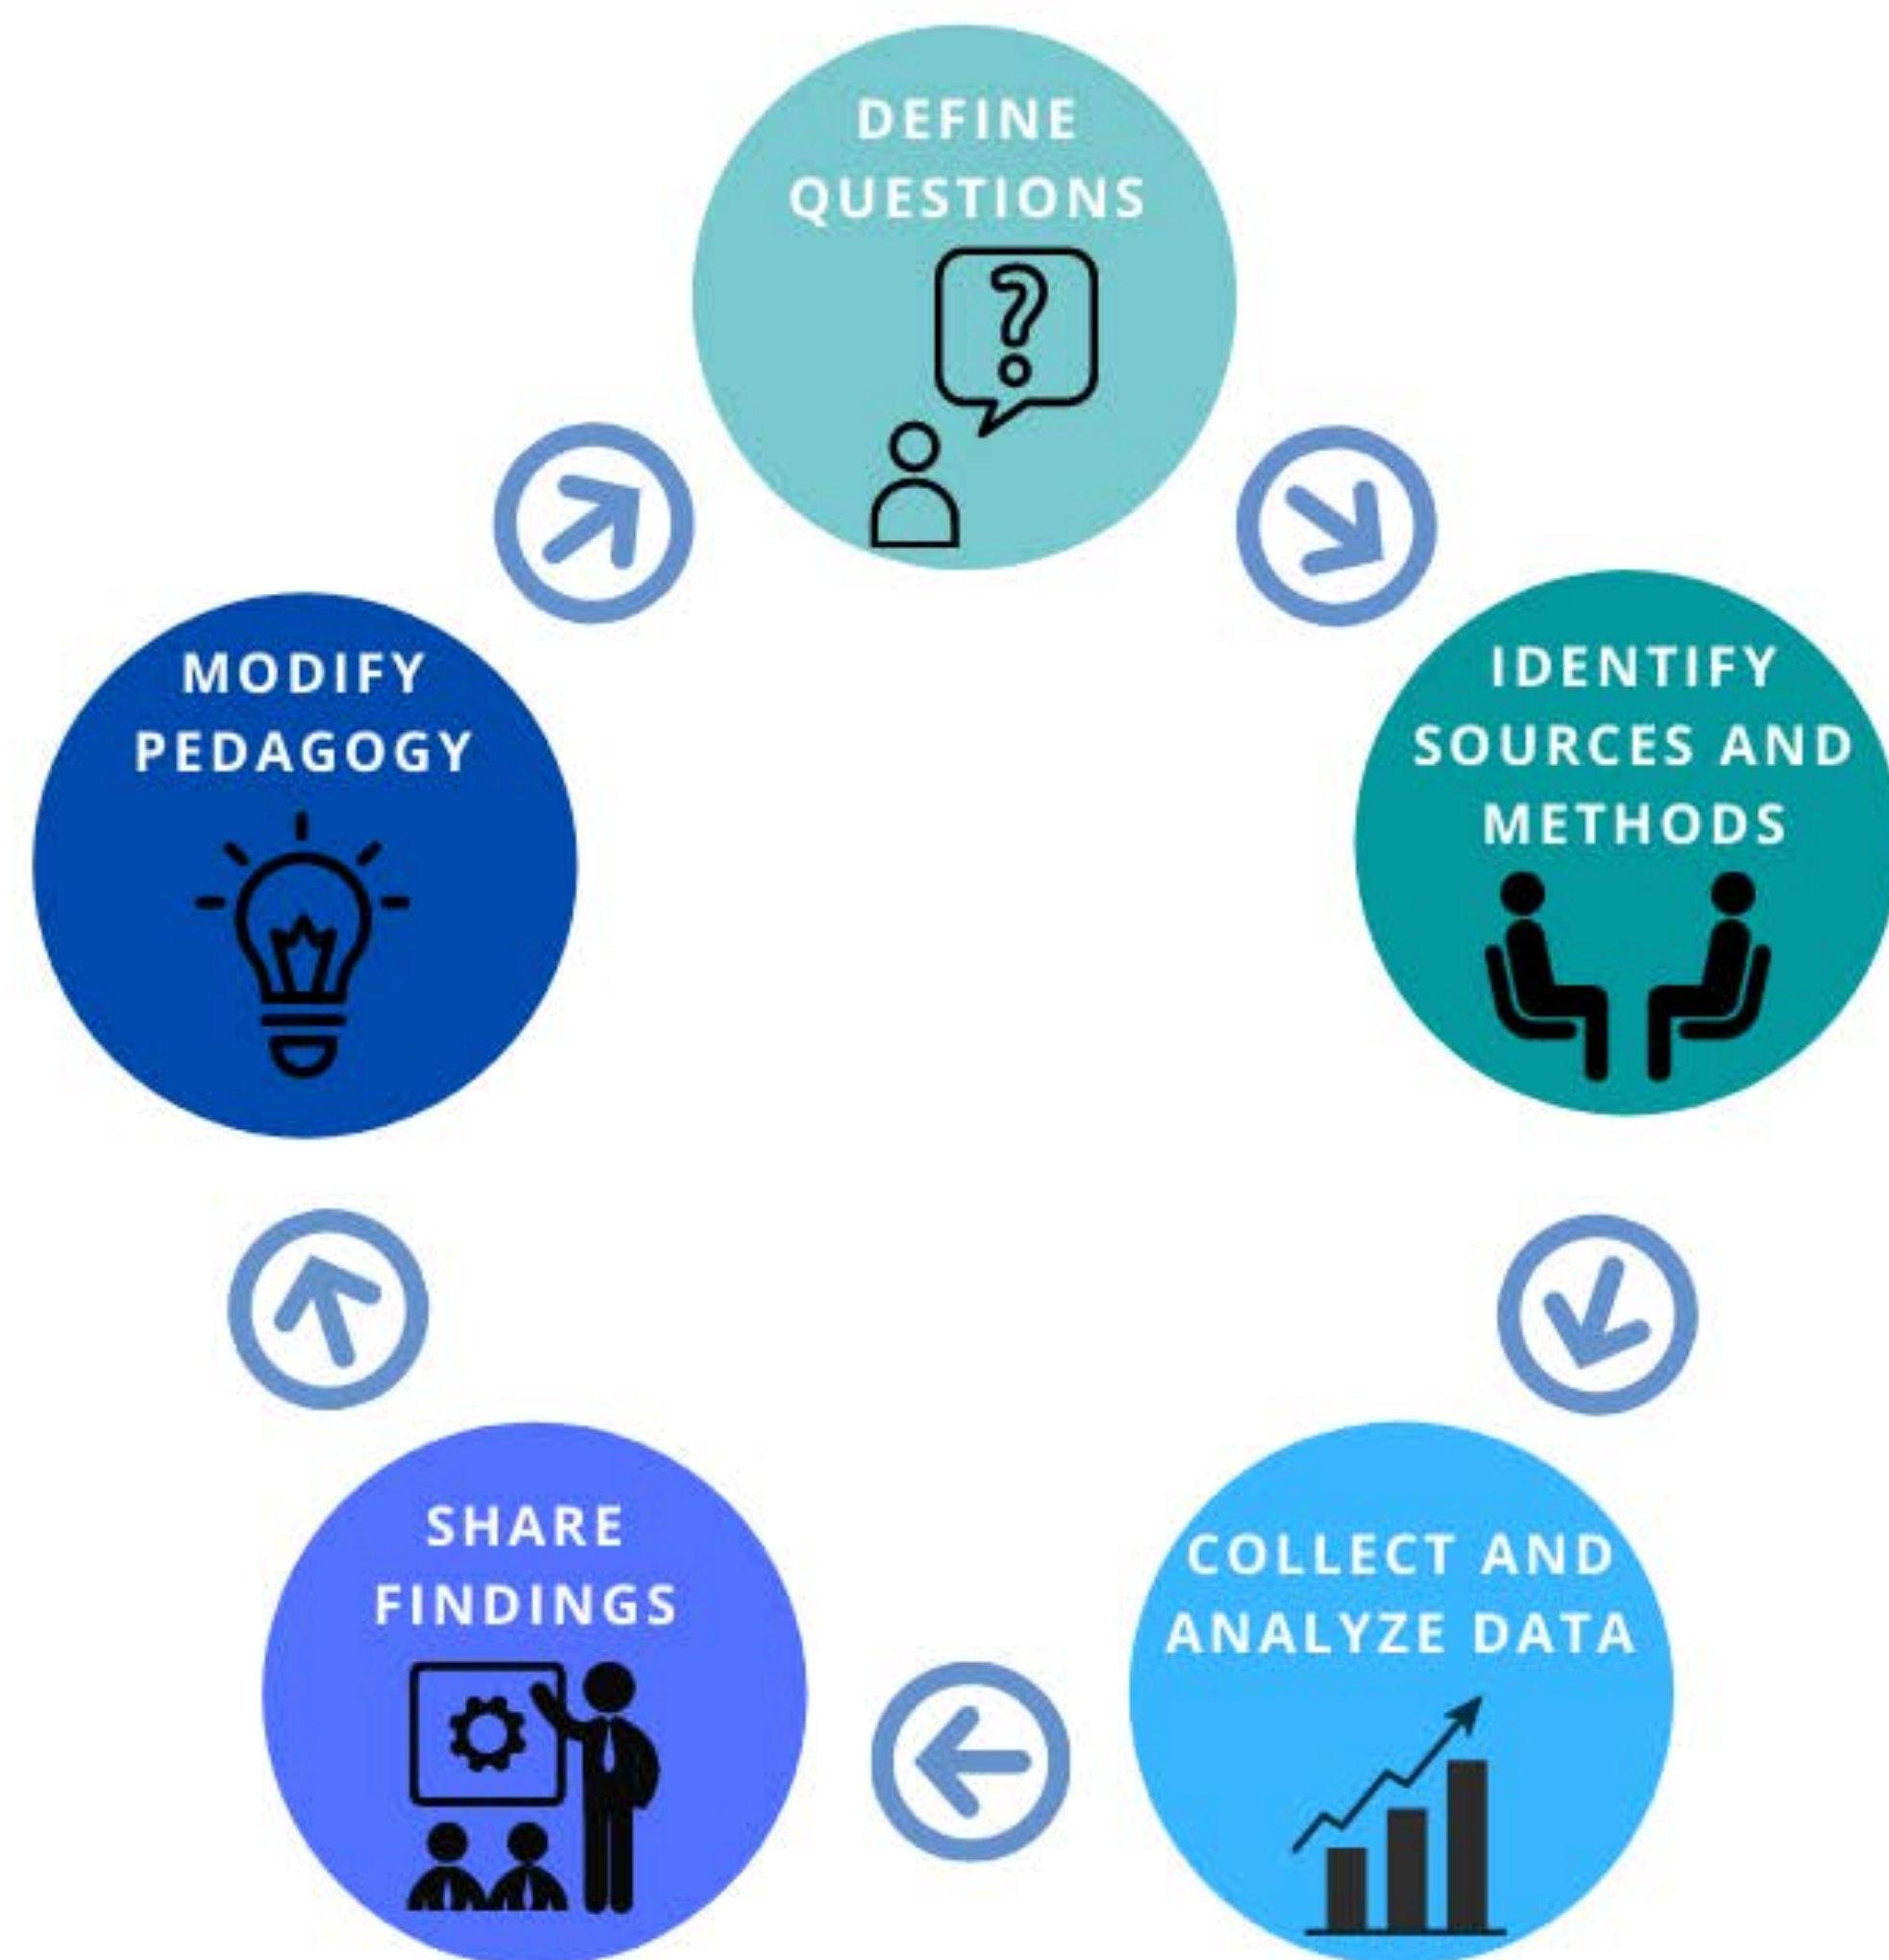 DEFINE
QUESTIONS
IDENTIFY
SOURCES AND
METHODS
COLLECT AND
ANALYZE DATA
SHARE
FINDINGS
MODIFY
PEDAGOGY